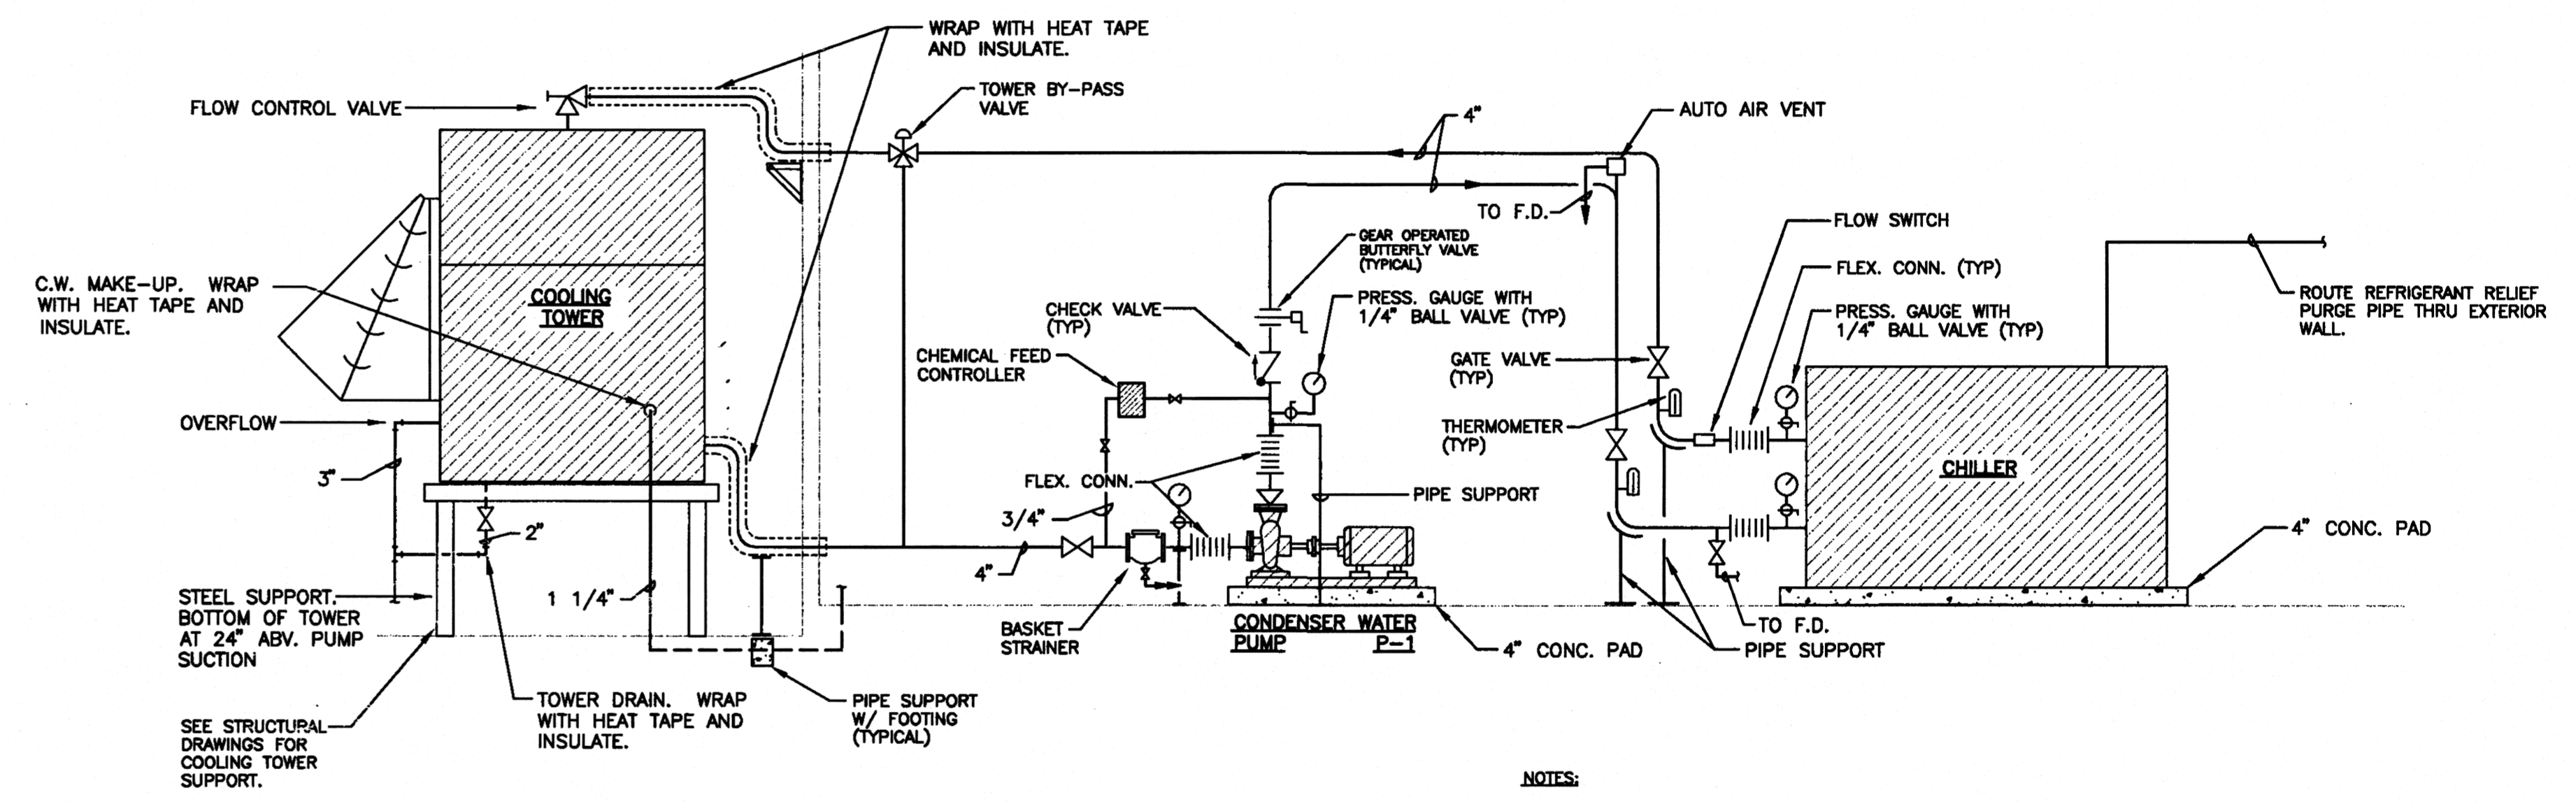 WRAP WITH HEAT TAPE
AND INSULATE.
FLOW CONTROL VALVE
TOWER BY-PASS
VALVE
4"
AUTO AIR VENT
TO F.D.
FLOW SWITCH
GEAR OPERATED
BUTTERFLY VALVE
(TYPICAL)
FLEX. CONN. (TYP)
C.W. MAKE-UP. WRAP
WITH HEAT TAPE AND
INSULATE.
COOLING
TOWER
CHECK VALVE
(TYP)
PRESS. GAUGE WITH
1/4" BALL VALVE (TYP)
PRESS. GAUGE WITH
1/4" BALL VALVE (TYP)
ROUTE REFRIGERANT RELIEF
PURGE PIPE THRU EXTERIOR
WALL.
CHEMICAL FEED
CONTROLLER
GATE VALVE
(TYP)
OVERFLOW
THERMOMETER
(TYP)
3"
FLEX. CONN.
CHILLER
PIPE SUPPORT
3/4"
2"
4" CONC. PAD
4"
STEEL SUPPORT.
BOTTOM OF TOWER
AT 24" ABV. PUMP
SUCTION
1 1/4"
BASKET
STRAINER
CONDENSER WATER
PUMP P-1
TO F.D.
4" CONC. PAD
PIPE SUPPORT
TOWER DRAIN. WRAP
WITH HEAT TAPE AND
INSULATE.
PIPE SUPPORT
W/ FOOTING
(TYPICAL)
SEE STRUCTURAL
DRAWINGS FOR
COOLING TOWER
SUPPORT.
NOTES: